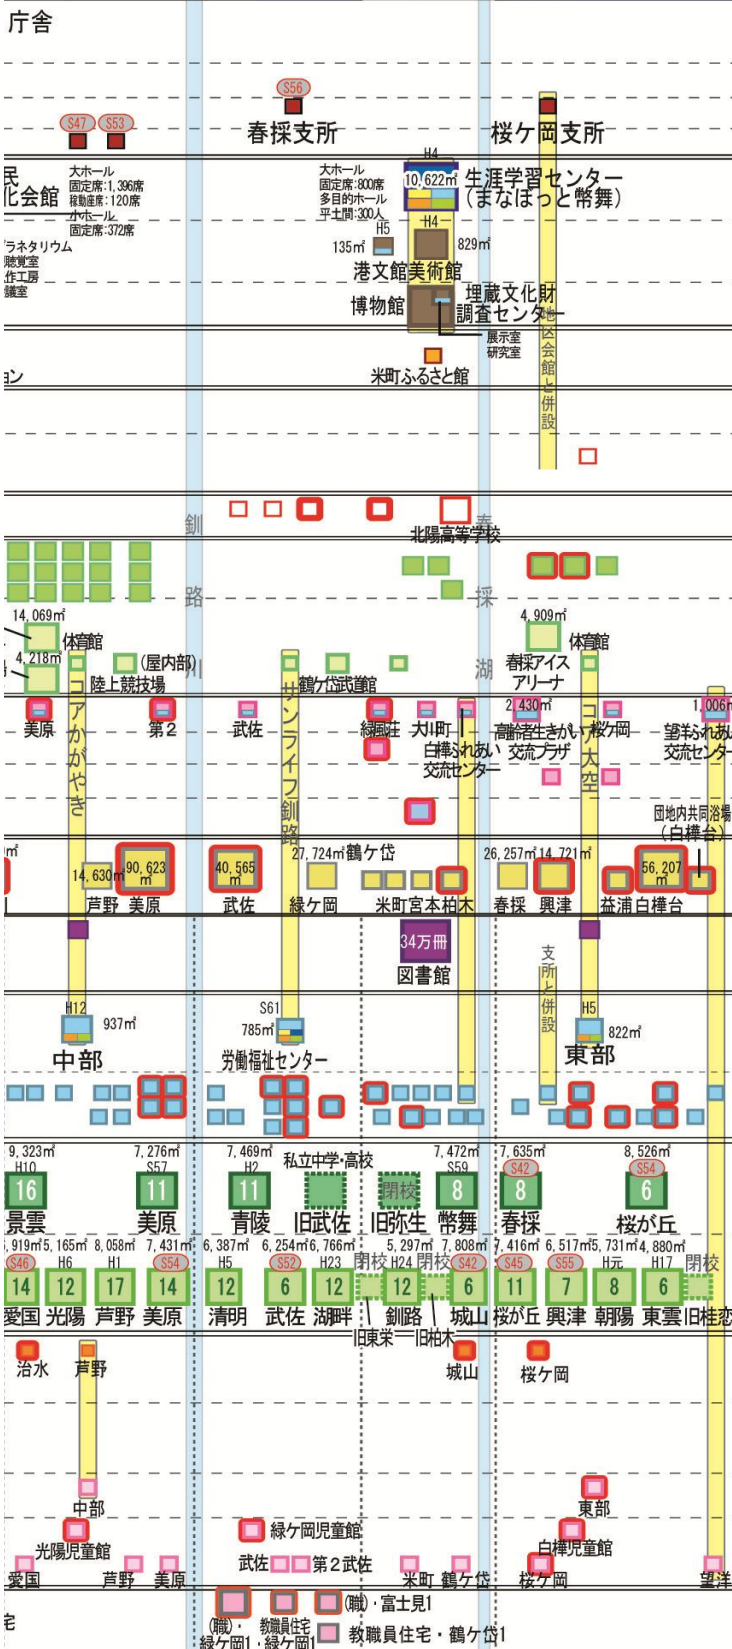 庁舎
S56
S47 S53
春採支所
桜ケ岡支所
大ホール
固定席:1,396席
稼動座席:120席
小ホール
固定席:372席
民
化会館
大ホール
固定席:800席
多目的ホール
平土間:300人
H4
10,622㎡
生涯学習センター
(まなぼっと幣舞)
H5
135㎡
H4
829㎡
港文館美術館
ラネタリウム
聴覚室
作工房
議室
博物館
埋蔵文化財
調査センター
展示室
研究室
地区会館と併設
ョン
米町ふるさと館
釧路川
春採湖
北陽高等学校
14,069㎡
体育館
4,218㎡
(屋内部)
陸上競技場
鶴ケ岱武道館
4,909㎡
体育館
春採アイス
アリーナ
コアかがやき
サンライフ釧路
コア大空
美原
第2
武佐
緑風荘
大川町
白樺ふれあい
交流センター
2,430㎡
高齢者生きがい
交流プラザ
桜ケ岡
1,006㎡
望洋ふれあい
交流センター
団地内共同浴場
(白樺台)
14,630㎡
90,623㎡
40,565㎡
27,724㎡
鶴ケ岱
26,257㎡
14,721㎡
56,207㎡
芦野 美原
武佐
緑ケ岡
米町宮本柏木
春採 興津
益浦白樺台
34万冊
図書館
支所と併設
H12
937㎡
中部
S61
785㎡
労働福祉センター
H5
822㎡
東部
9,323㎡
H10
16
景雲
7,276㎡
S57
11
美原
7,469㎡
H2
11
青陵
私立中学・高校
旧武佐
閉校
旧弥生
7,472㎡
S59
8
幣舞
7,635㎡
S42
8
春採
8,526㎡
S54
6
桜が丘
,919㎡ 5,165㎡ 8,058㎡ 7,431㎡ 6,387㎡ 6,254㎡ 6,766㎡ 5,297㎡ 7,808㎡ 7,416㎡ 6,517㎡ 5,731㎡ 4,880㎡
S46 H6 H1 S54 H5 S52 H23 閉校 H24 閉校 S42 S45 S55 H元 H17 閉校
14 12 17 14 12 6 12 12 6 11 7 8 6
愛国 光陽 芦野 美原 清明 武佐 湖畔 釧路 城山 桜が丘 興津 朝陽 東雲 旧桂恋
旧東栄 旧柏木
治水 芦野
城山
桜ケ岡
中部
東部
光陽児童館
緑ケ岡児童館
白樺児童館
愛国 芦野 美原
武佐 第2武佐
米町 鶴ケ岱
桜ケ岡
望洋
宅
(職)・
緑ケ岡1
教職員住宅
・緑ケ岡1
(職)・富士見1
教職員住宅・鶴ケ岱1